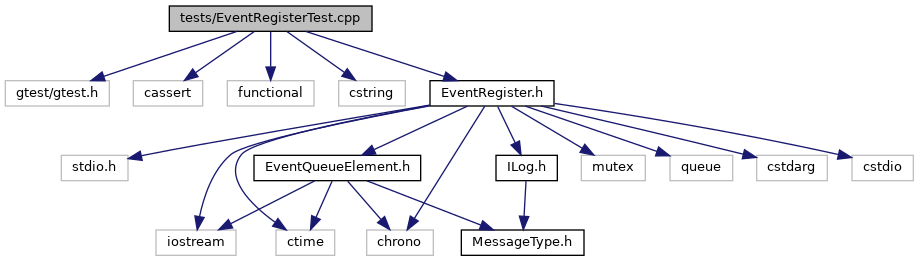 tests/EventRegisterTest.cpp
gtest/gtest.h
cassert
functional
cstring
EventRegister.h
stdio.h
EventQueueElement.h
ILog.h
mutex
queue
cstdarg
cstdio
iostream
ctime
chrono
MessageType.h